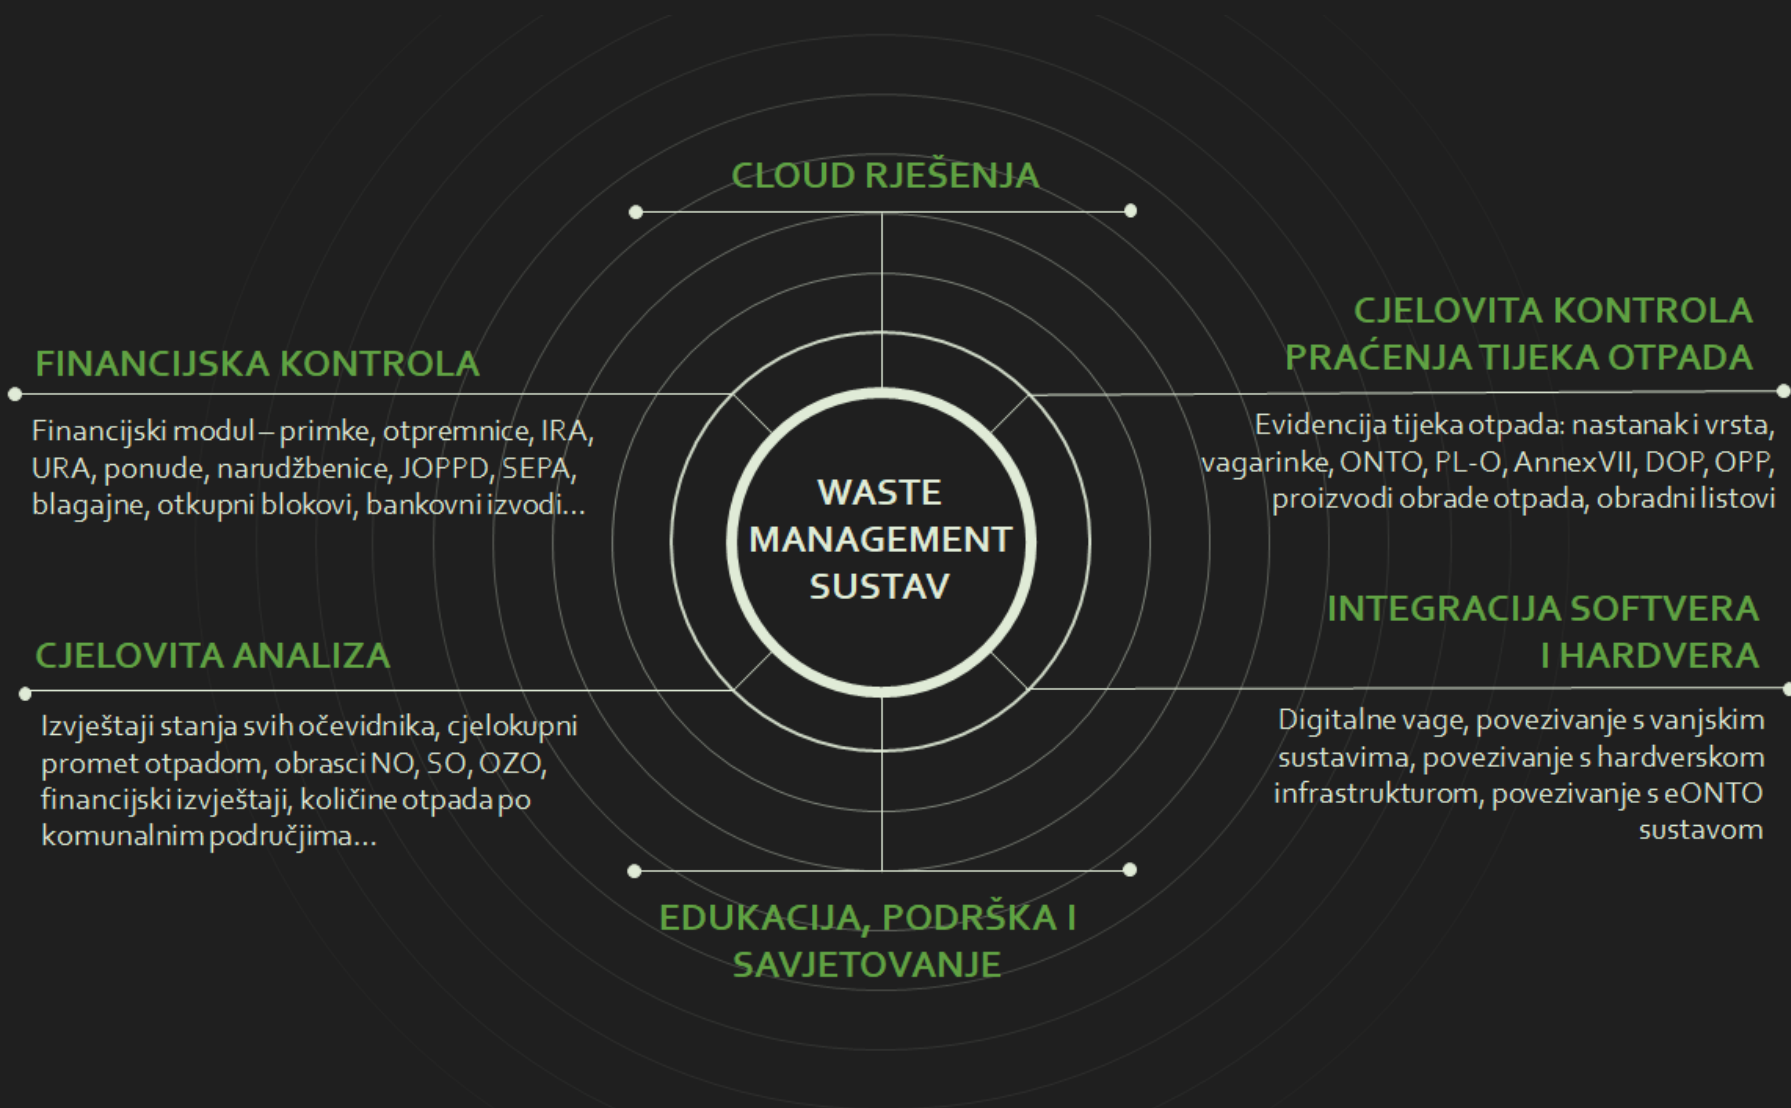 CLOUD RJEŠENJA
FINANCIJSKA KONTROLA
Financijski modul – primke, otpremnice, IRA,
URA, ponude, narudžbenice, JOPPD, SEPA,
blagajne, otkupni blokovi, bankovni izvodi...
CJELOVITA KONTROLA
PRAĆENJA TIJEKA OTPADA
Evidencija tijeka otpada: nastanak i vrsta,
vagarinke, ONTO, PL-O, Annex VII, DOP, OPP,
proizvodi obrade otpada, obradni listovi
WASTE
MANAGEMENT
SUSTAV
CJELOVITA ANALIZA
Izvještaji stanja svih očevidnika, cjelokupni
promet otpadom, obrasci NO, SO, OZO,
financijski izvještaji, količine otpada po
komunalnim područjima...
INTEGRACIJA SOFTVERA
I HARDVERA
Digitalne vage, povezivanje s vanjskim
sustavima, povezivanje s hardverskom
infrastrukturom, povezivanje s eONTO
sustavom
EDUKACIJA, PODRŠKA I
SAVJETOVANJE